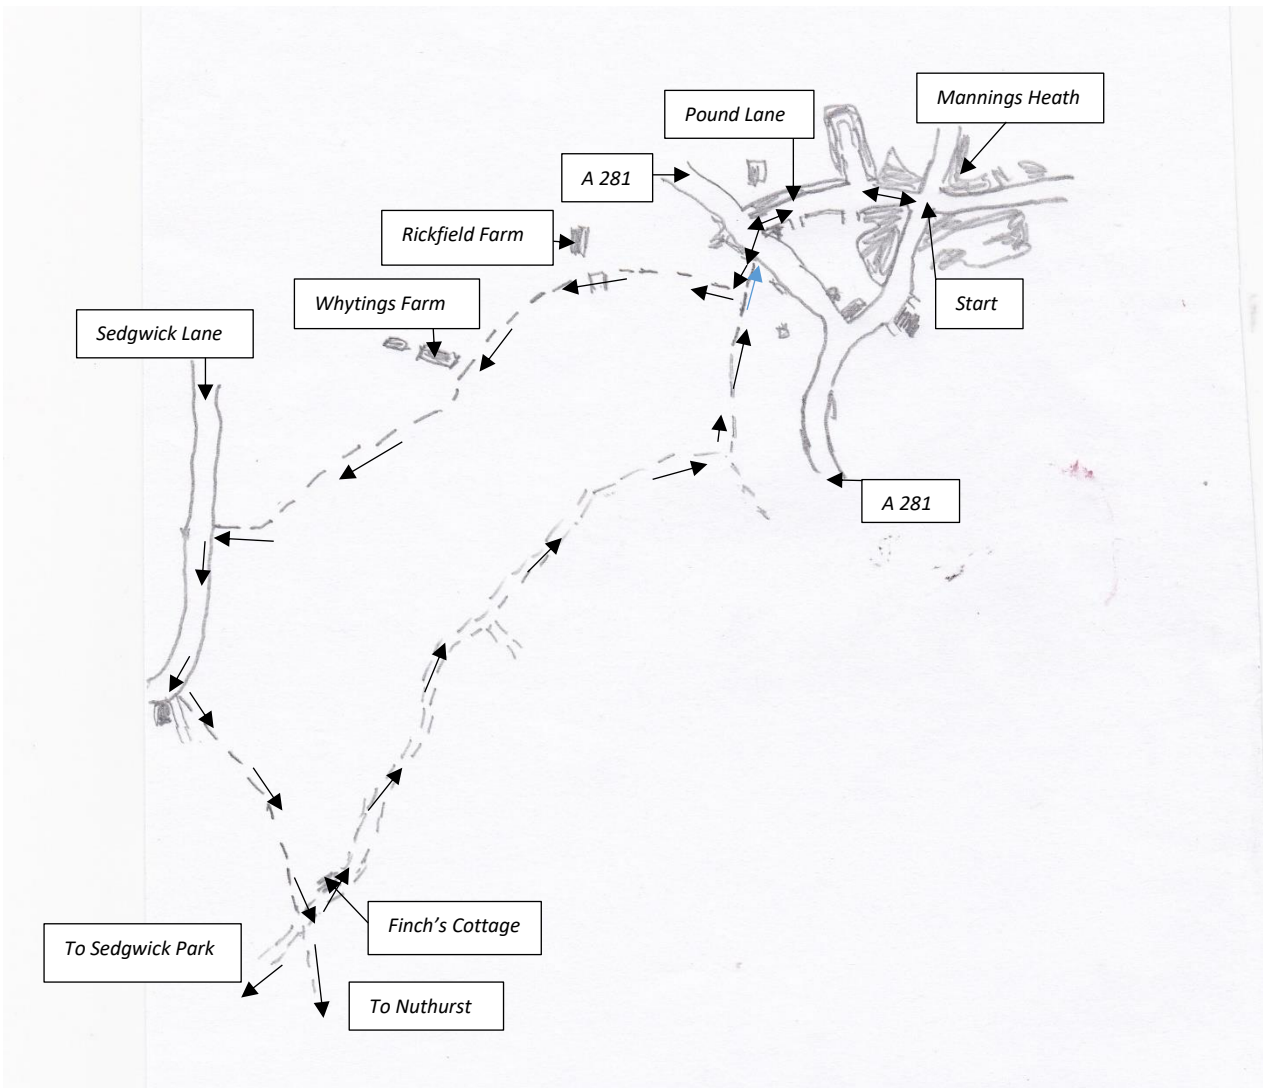 Mannings Heath
Pound Lane
A 281
Rickfield Farm
Whytings Farm
Start
Sedgwick Lane
A 281
Finch’s Cottage
To Sedgwick Park
To Nuthurst